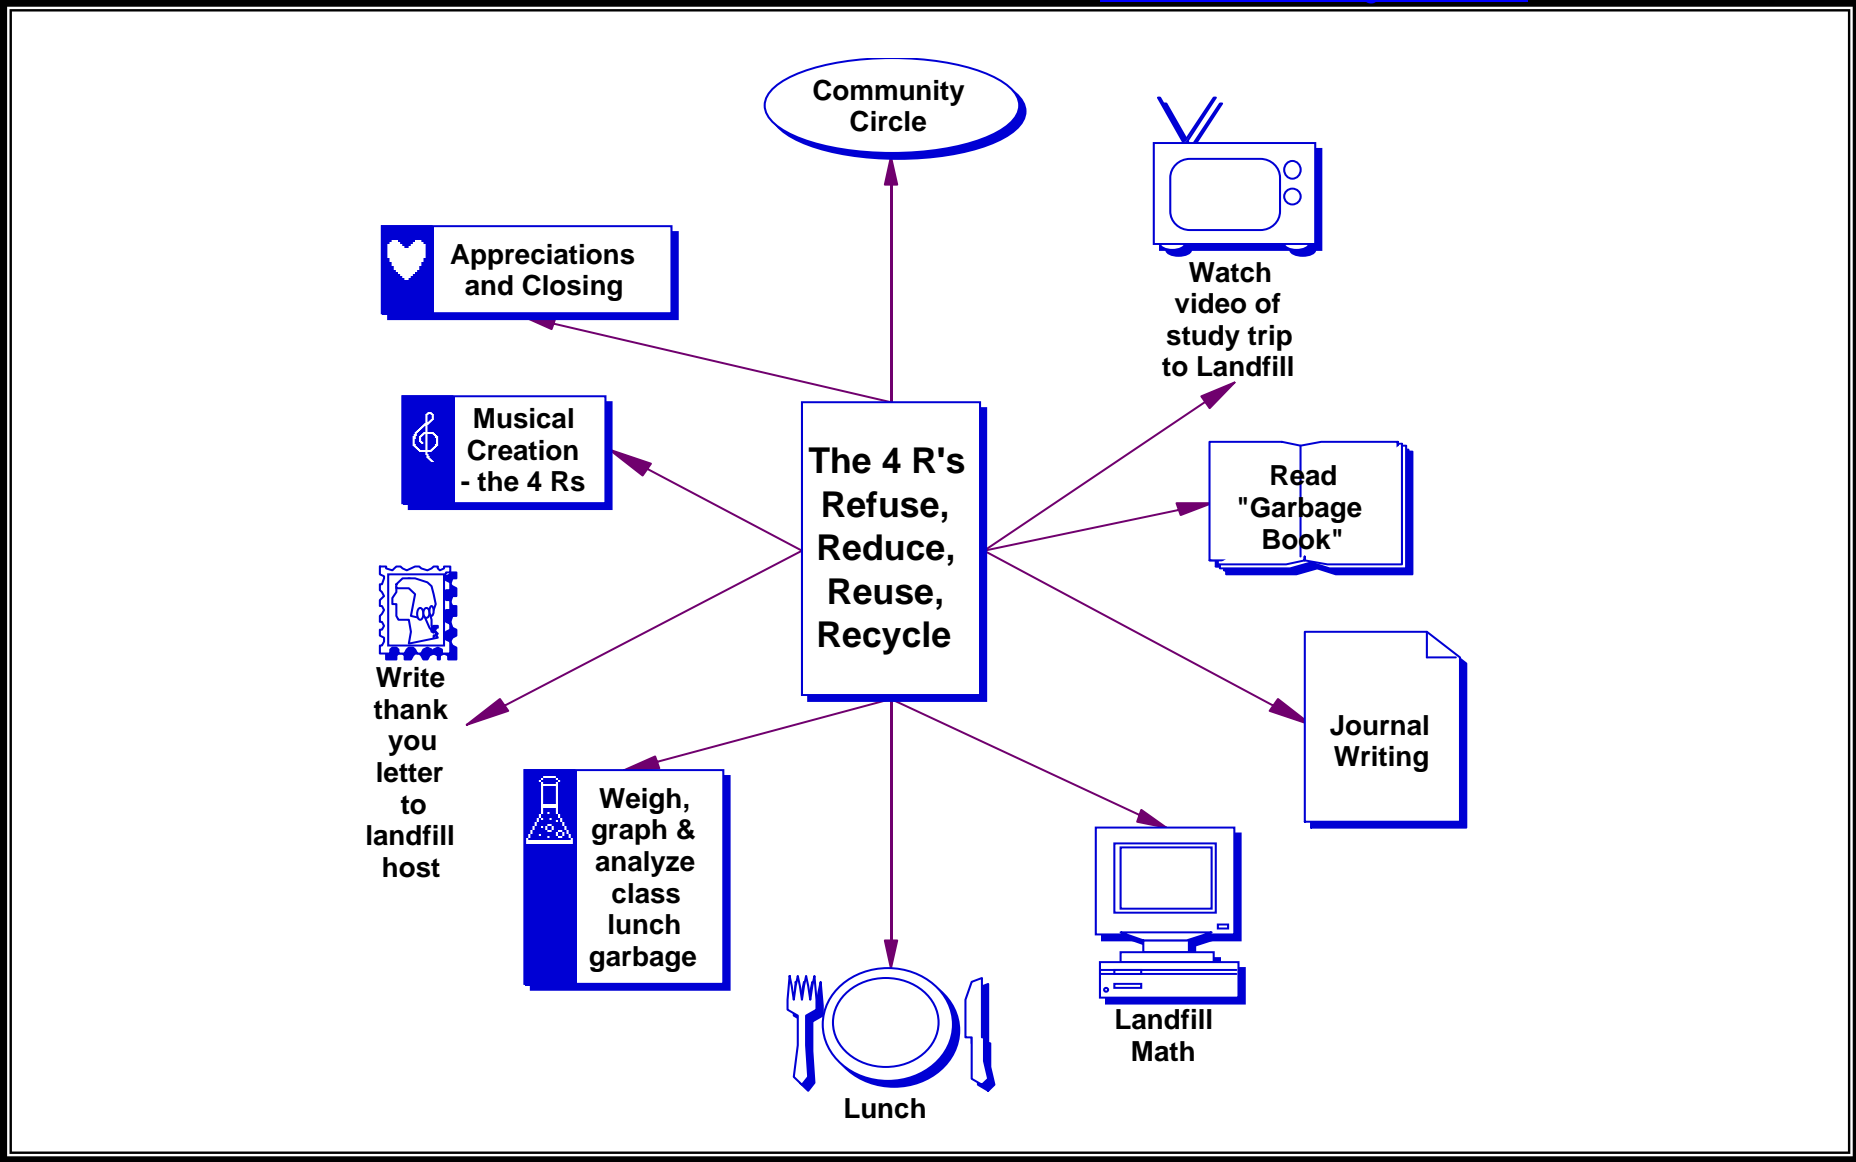 Community
Circle
Watch
video of
study trip
to Landfill
Read
"Garbage
Book"
Journal
Writing
Landfill
Math
Lunch
Weigh,
graph &
analyze
class
lunch
garbage
Write
thank
you
letter
to
landfill
host
Musical
Creation
- the 4 Rs
Appreciations
and Closing
The 4 R's
Refuse,
Reduce,
Reuse,
Recycle